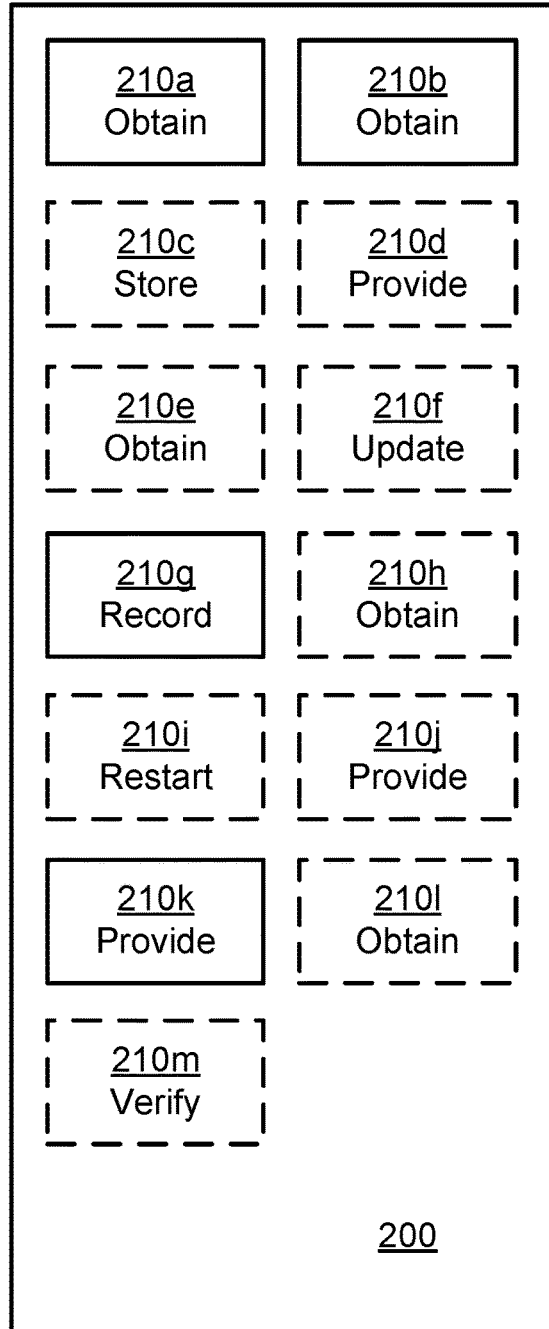 210a
Obtain
210b
Obtain
210c
Store
210d
Provide
210e
Obtain
210f
Update
210g
Record
210h
Obtain
210i
Restart
210j
Provide
210k
Provide
210l
Obtain
210m
Verify
200